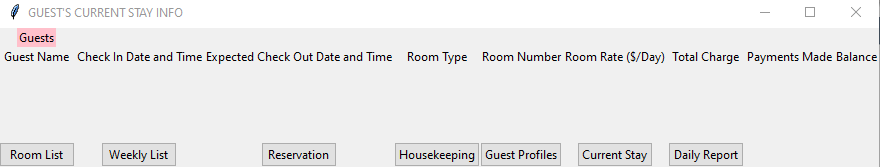 GUEST'S CURRENT STAY INFO
Guests
Guest Name Check In Date and Time Expected Check Out Date and Time Room Type Room Number Room Rate ($/Day) Total Charge Payments Made Balance
Room List Weekly List Reservation Housekeeping Guest Profiles Current Stay Daily Report